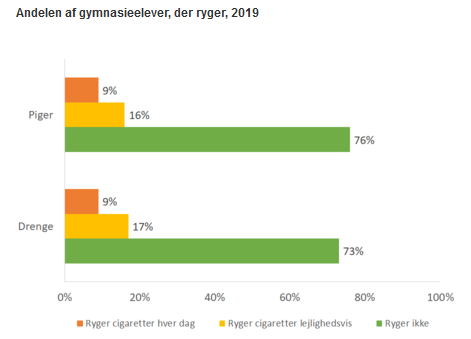 Andelen af gymnasieelever, der ryger, 2019
9%
Piger
16%
76%
9%
Drenge
17%
73%
0% 20% 40% 60% 80% 100%
Ryger cigaretter hver dag Ryger cigaretter lejlighedsvis Ryger ikke